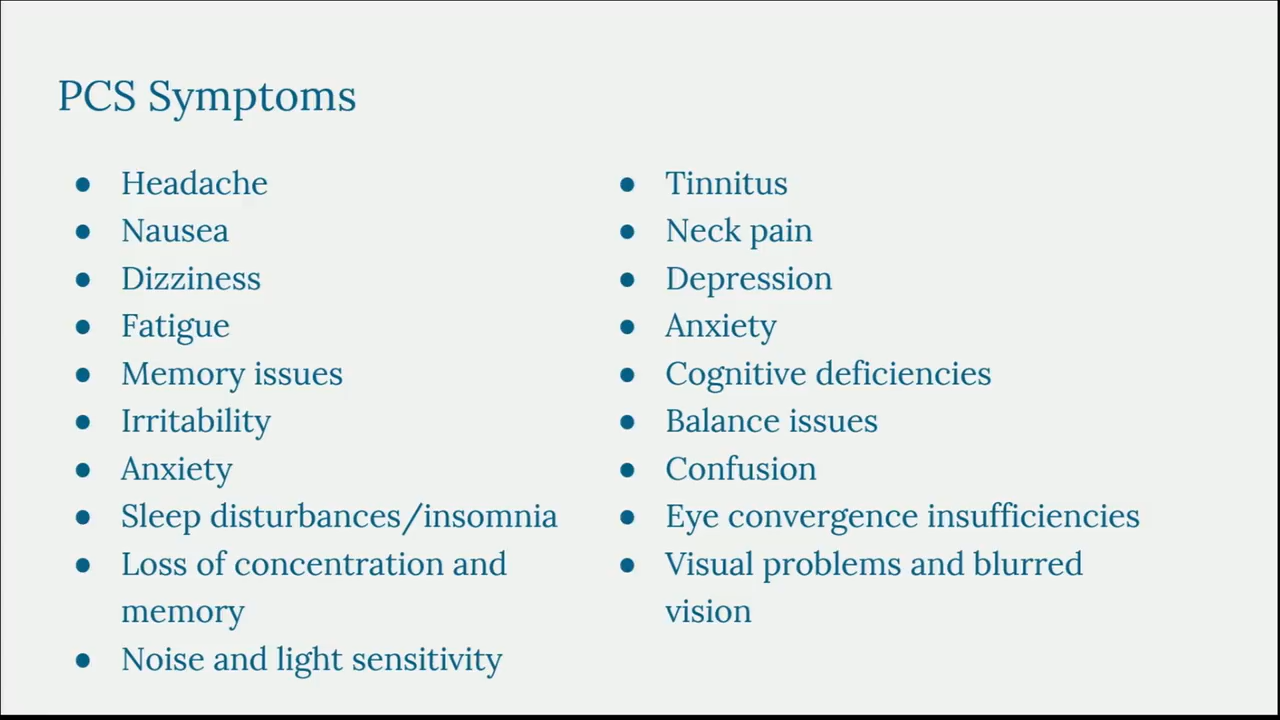 PCS Symptoms
● Headache
● Nausea
● Dizziness
● Fatigue
● Memory issues
● Irritability
● Anxiety
● Sleep disturbances/insomnia
● Loss of concentration and
memory
● Noise and light sensitivity
● Tinnitus
● Neck pain
● Depression
● Anxiety
● Cognitive deficiencies
● Balance issues
● Confusion
● Eye convergence insufficiencies
● Visual problems and blurred
vision